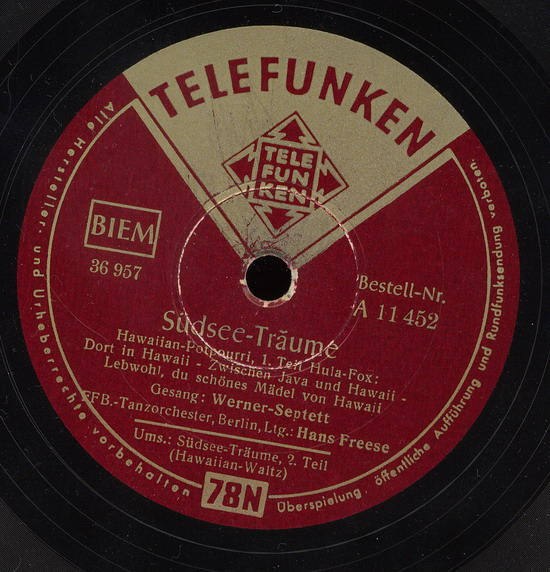 TELEFUNKEN
TELE
FUN
KEN
BIEM
36 957
Bestell-Nr.
A 11 452
Südsee-Träume
Hawaiian-Potpourri, 1. Teil Hula-Fox:
Dort in Hawaii - Zwischen Java und Hawaii -
Lebwohl, du schönes Mädel von Hawaii
Gesang: Werner-Septett
FFB.-Tanzorchester, Berlin, Ltg.: Hans Freese
Ums.: Südsee-Träume, 2. Teil
(Hawaiian-Waltz)
78N
Alle Hersteller- und Urheberrechte vorbehalten
Überspielung, öffentliche Aufführung und Rundfunksendung verboten.